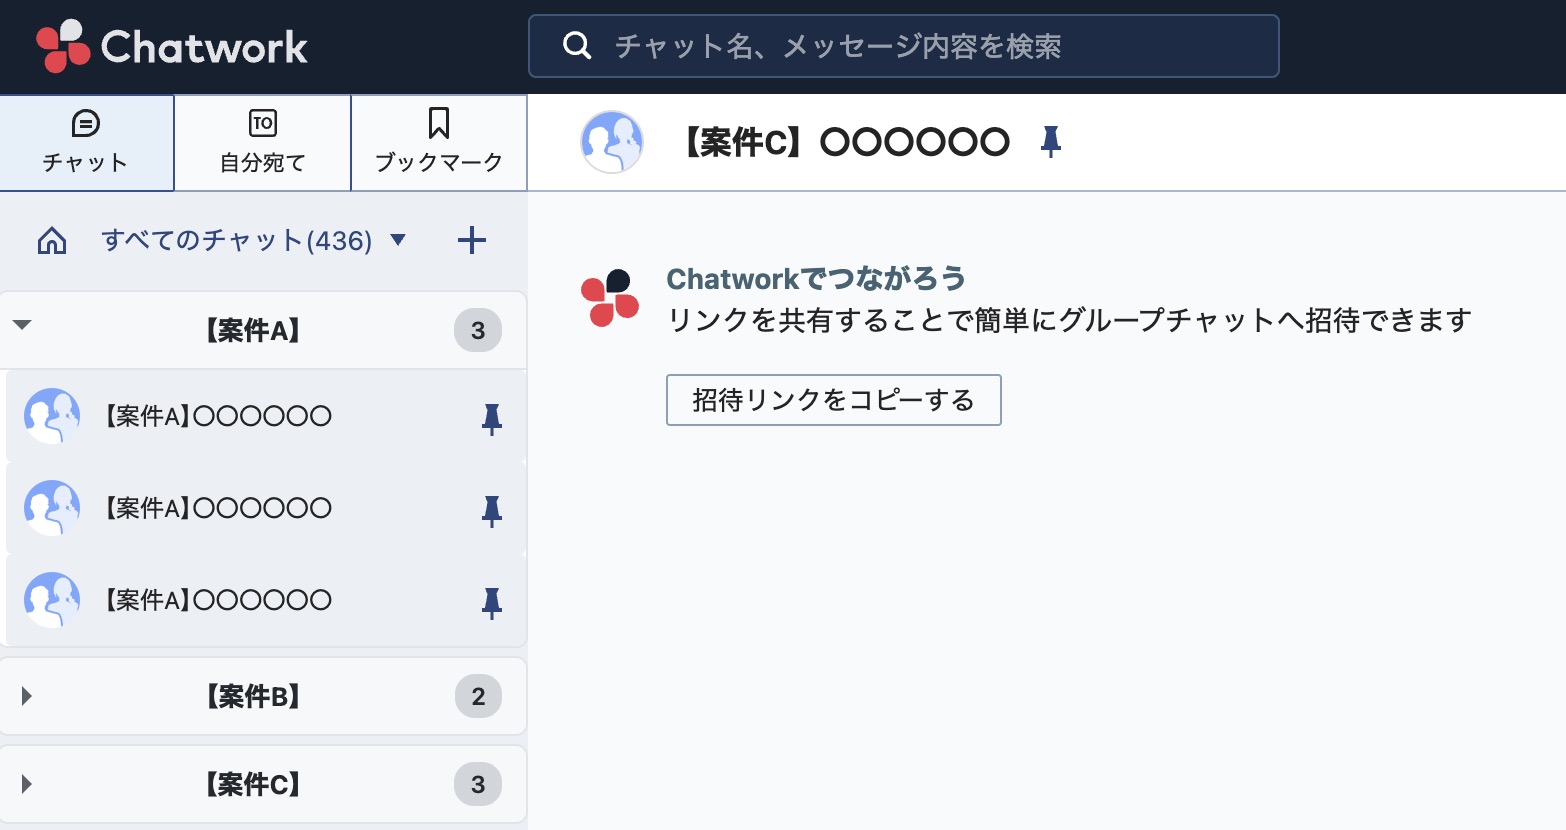 Chatwork
チャット名、メッセージ内容を検索
チャット
TO
自分宛て
ブックマーク
【案件C】〇〇〇〇〇〇
すべてのチャット(436)
Chatworkでつながろう
リンクを共有することで簡単にグループチャットへ招待できます
招待リンクをコピーする
【案件A】 3
【案件A】〇〇〇〇〇〇
【案件A】〇〇〇〇〇〇
【案件A】〇〇〇〇〇〇
【案件B】 2
【案件C】 3